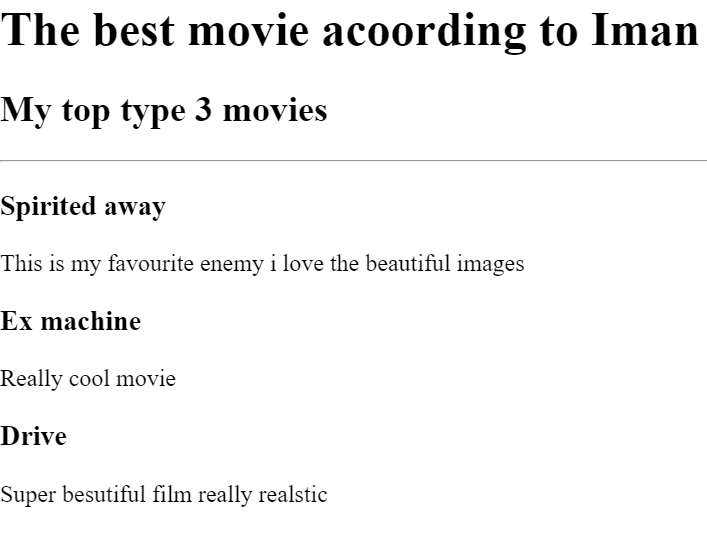 The best movie acoording to Iman
My top type 3 movies
Spirited away
This is my favourite enemy i love the beautiful images
Ex machine
Really cool movie
Drive
Super besutiful film really realstic